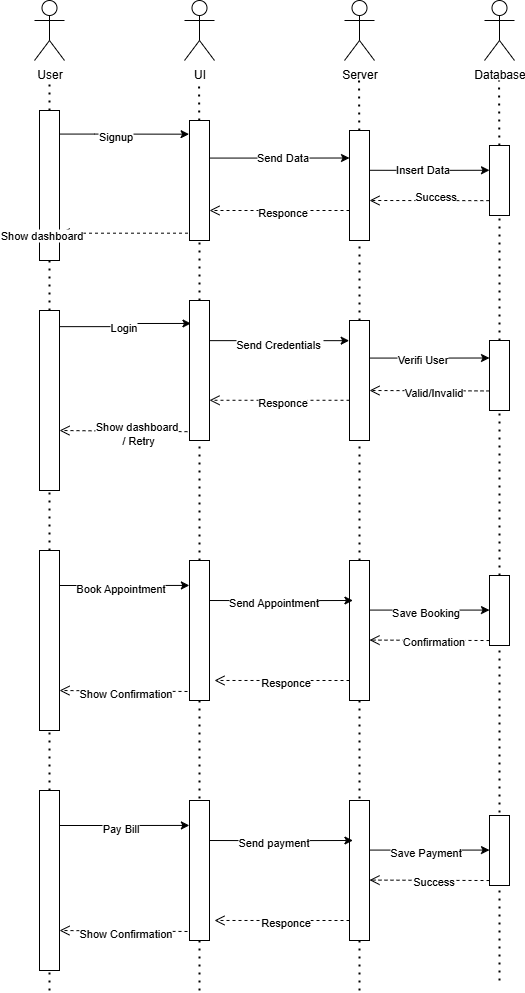 User
UI
Server
Database
Signup
Send Data
Insert Data
Success
Responce
Show dashboard
Login
Send Credentials
Verifi User
Valid/Invalid
Responce
Show dashboard
/ Retry
Book Appointment
Send Appointment
Save Booking
Confirmation
Responce
Show Confirmation
Pay Bill
Send payment
Save Payment
Success
Responce
Show Confirmation